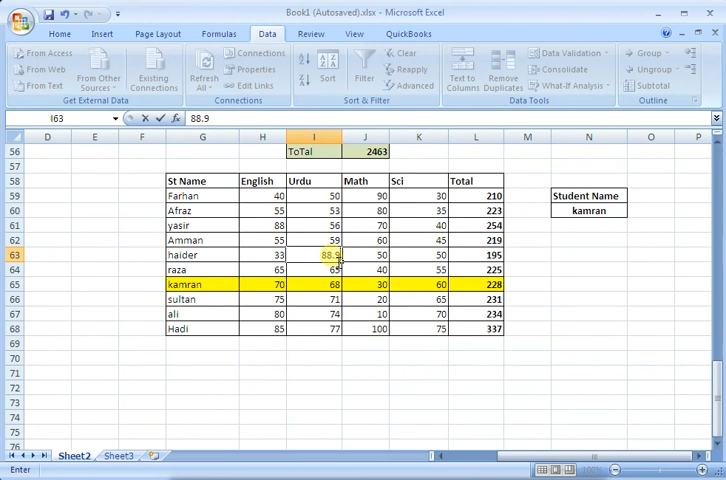 Book1 (Autosaved).xlsx - Microsoft Excel
Home Insert Page Layout Formulas Data Review View QuickBooks
From Access
From Web
From Text
From Other Sources
Existing Connections
Get External Data
Refresh All
Connections
Properties
Edit Links
Connections
Sort
Filter
Clear
Reapply
Advanced
Sort & Filter
Text to Columns
Remove Duplicates
Data Validation
Consolidate
What-If Analysis
Data Tools
Group
Ungroup
Subtotal
Outline
I63 88.9
D E F G H I J K L M N O P
56 ToTal 2463
57
58 St Name English Urdu Math Sci Total
59 Farhan 40 50 90 30 210 Student Name
60 Afraz 55 53 80 35 223 kamran
61 yasir 88 56 70 40 254
62 Amman 55 59 60 45 219
63 haider 33 88.9 50 50 195
64 raza 65 65 40 55 225
65 kamran 70 68 30 60 228
66 sultan 75 71 20 65 231
67 ali 80 74 10 70 234
68 Hadi 85 77 100 75 337
69
70
71
72
73
74
75
76
Sheet2 Sheet3
Enter 100%